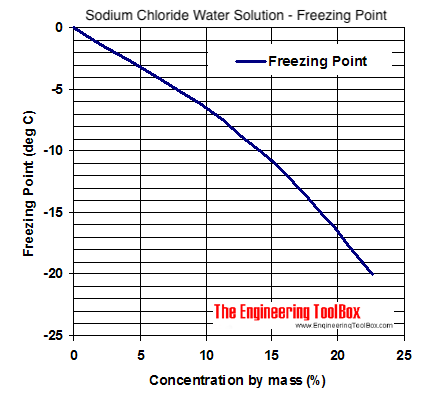 Sodium Chloride Water Solution - Freezing Point
Freezing Point
0
-5
-10
-15
-20
-25
Freezing Point (deg C)
The Engineering ToolBox
www.EngineeringToolBox.com
0 5 10 15 20 25
Concentration by mass (%)